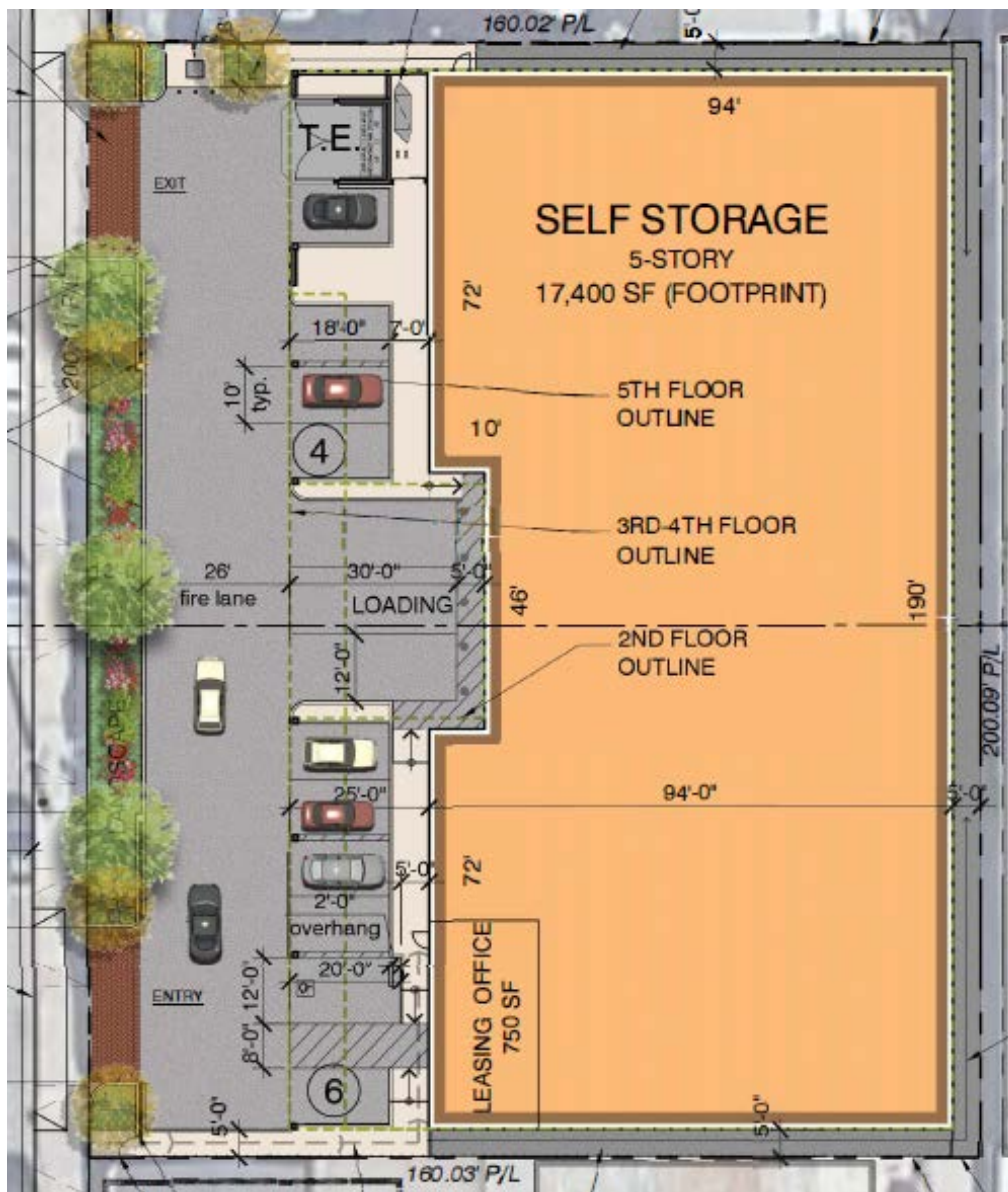 160.02' P/L
5'-0"
94'
T.E.
EXIT
SELF STORAGE
5-STORY
17,400 SF (FOOTPRINT)
72'
18'-0"
7'-0"
10'
typ.
5TH FLOOR
OUTLINE
10'
4
3RD-4TH FLOOR
OUTLINE
26'
fire lane
30'-0"
5'-0"
LOADING
46'
190'
2ND FLOOR
OUTLINE
12'-0"
200.09' P/L
25'-0"
94'-0"
5'-0"
5'-0"
72'
2'-0"
overhang
20'-0"
ENTRY
12'-0"
8'-0"
LEASING OFFICE
750 SF
6
5'-0"
5'-0"
160.03' P/L